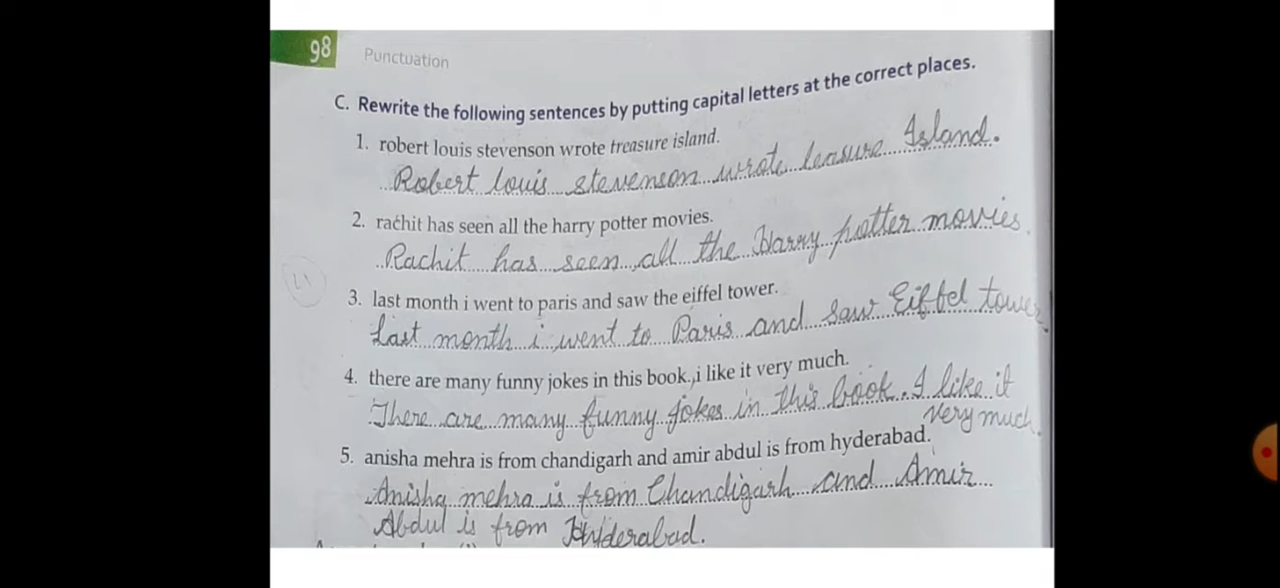 98 Punctuation
C. Rewrite the following sentences by putting capital letters at the correct places.
1. robert louis stevenson wrote treasure island.
Robert louis stevenson wrote leasure Island.
2. rachit has seen all the harry potter movies.
Rachit has seen all the Harry potter movies.
3. last month i went to paris and saw the eiffel tower.
Last month i went to Paris and saw Eiffel tower
4. there are many funny jokes in this book., i like it very much.
There are many funny jokes in this book. I like it
very much.
5. anisha mehra is from chandigarh and amir abdul is from hyderabad.
Anisha mehra is from Chandigarh and Amir
Abdul is from Hyderabad.